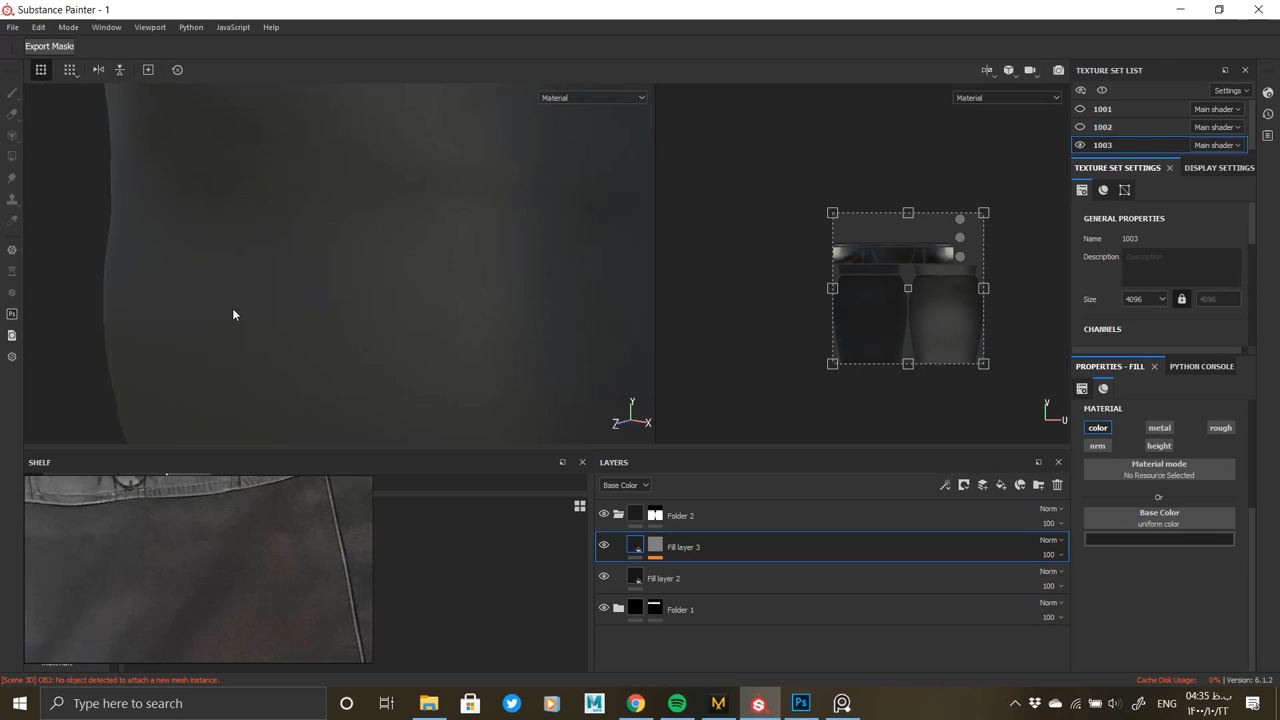 Substance Painter - 1
File Edit Mode Window Viewport Python JavaScript Help
Export Masks
Material
Material
Y
Z X
V
U
TEXTURE SET LIST
Settings
1001 Main shader
1002 Main shader
1003 Main shader
TEXTURE SET SETTINGS DISPLAY SETTINGS
GENERAL PROPERTIES
Name 1003
Description Description
Size 4096 4096
CHANNELS
PROPERTIES - FILL PYTHON CONSOLE
MATERIAL
color metal rough
nrm height
Material mode
No Resource Selected
Or
Base Color
uniform color
SHELF
LAYERS
Base Color
Folder 2 Norm
100
Fill layer 3 Norm
100
Fill layer 2 Norm
100
Folder 1 Norm
100
[Scene 3D] OBJ: No object detected to attach a new mesh instance.
Cache Disk Usage: 0% | Version: 6.1.2
Type here to search
ENG
04:35 ب.ظ
۱۴۰۰/۱۰/۲۲